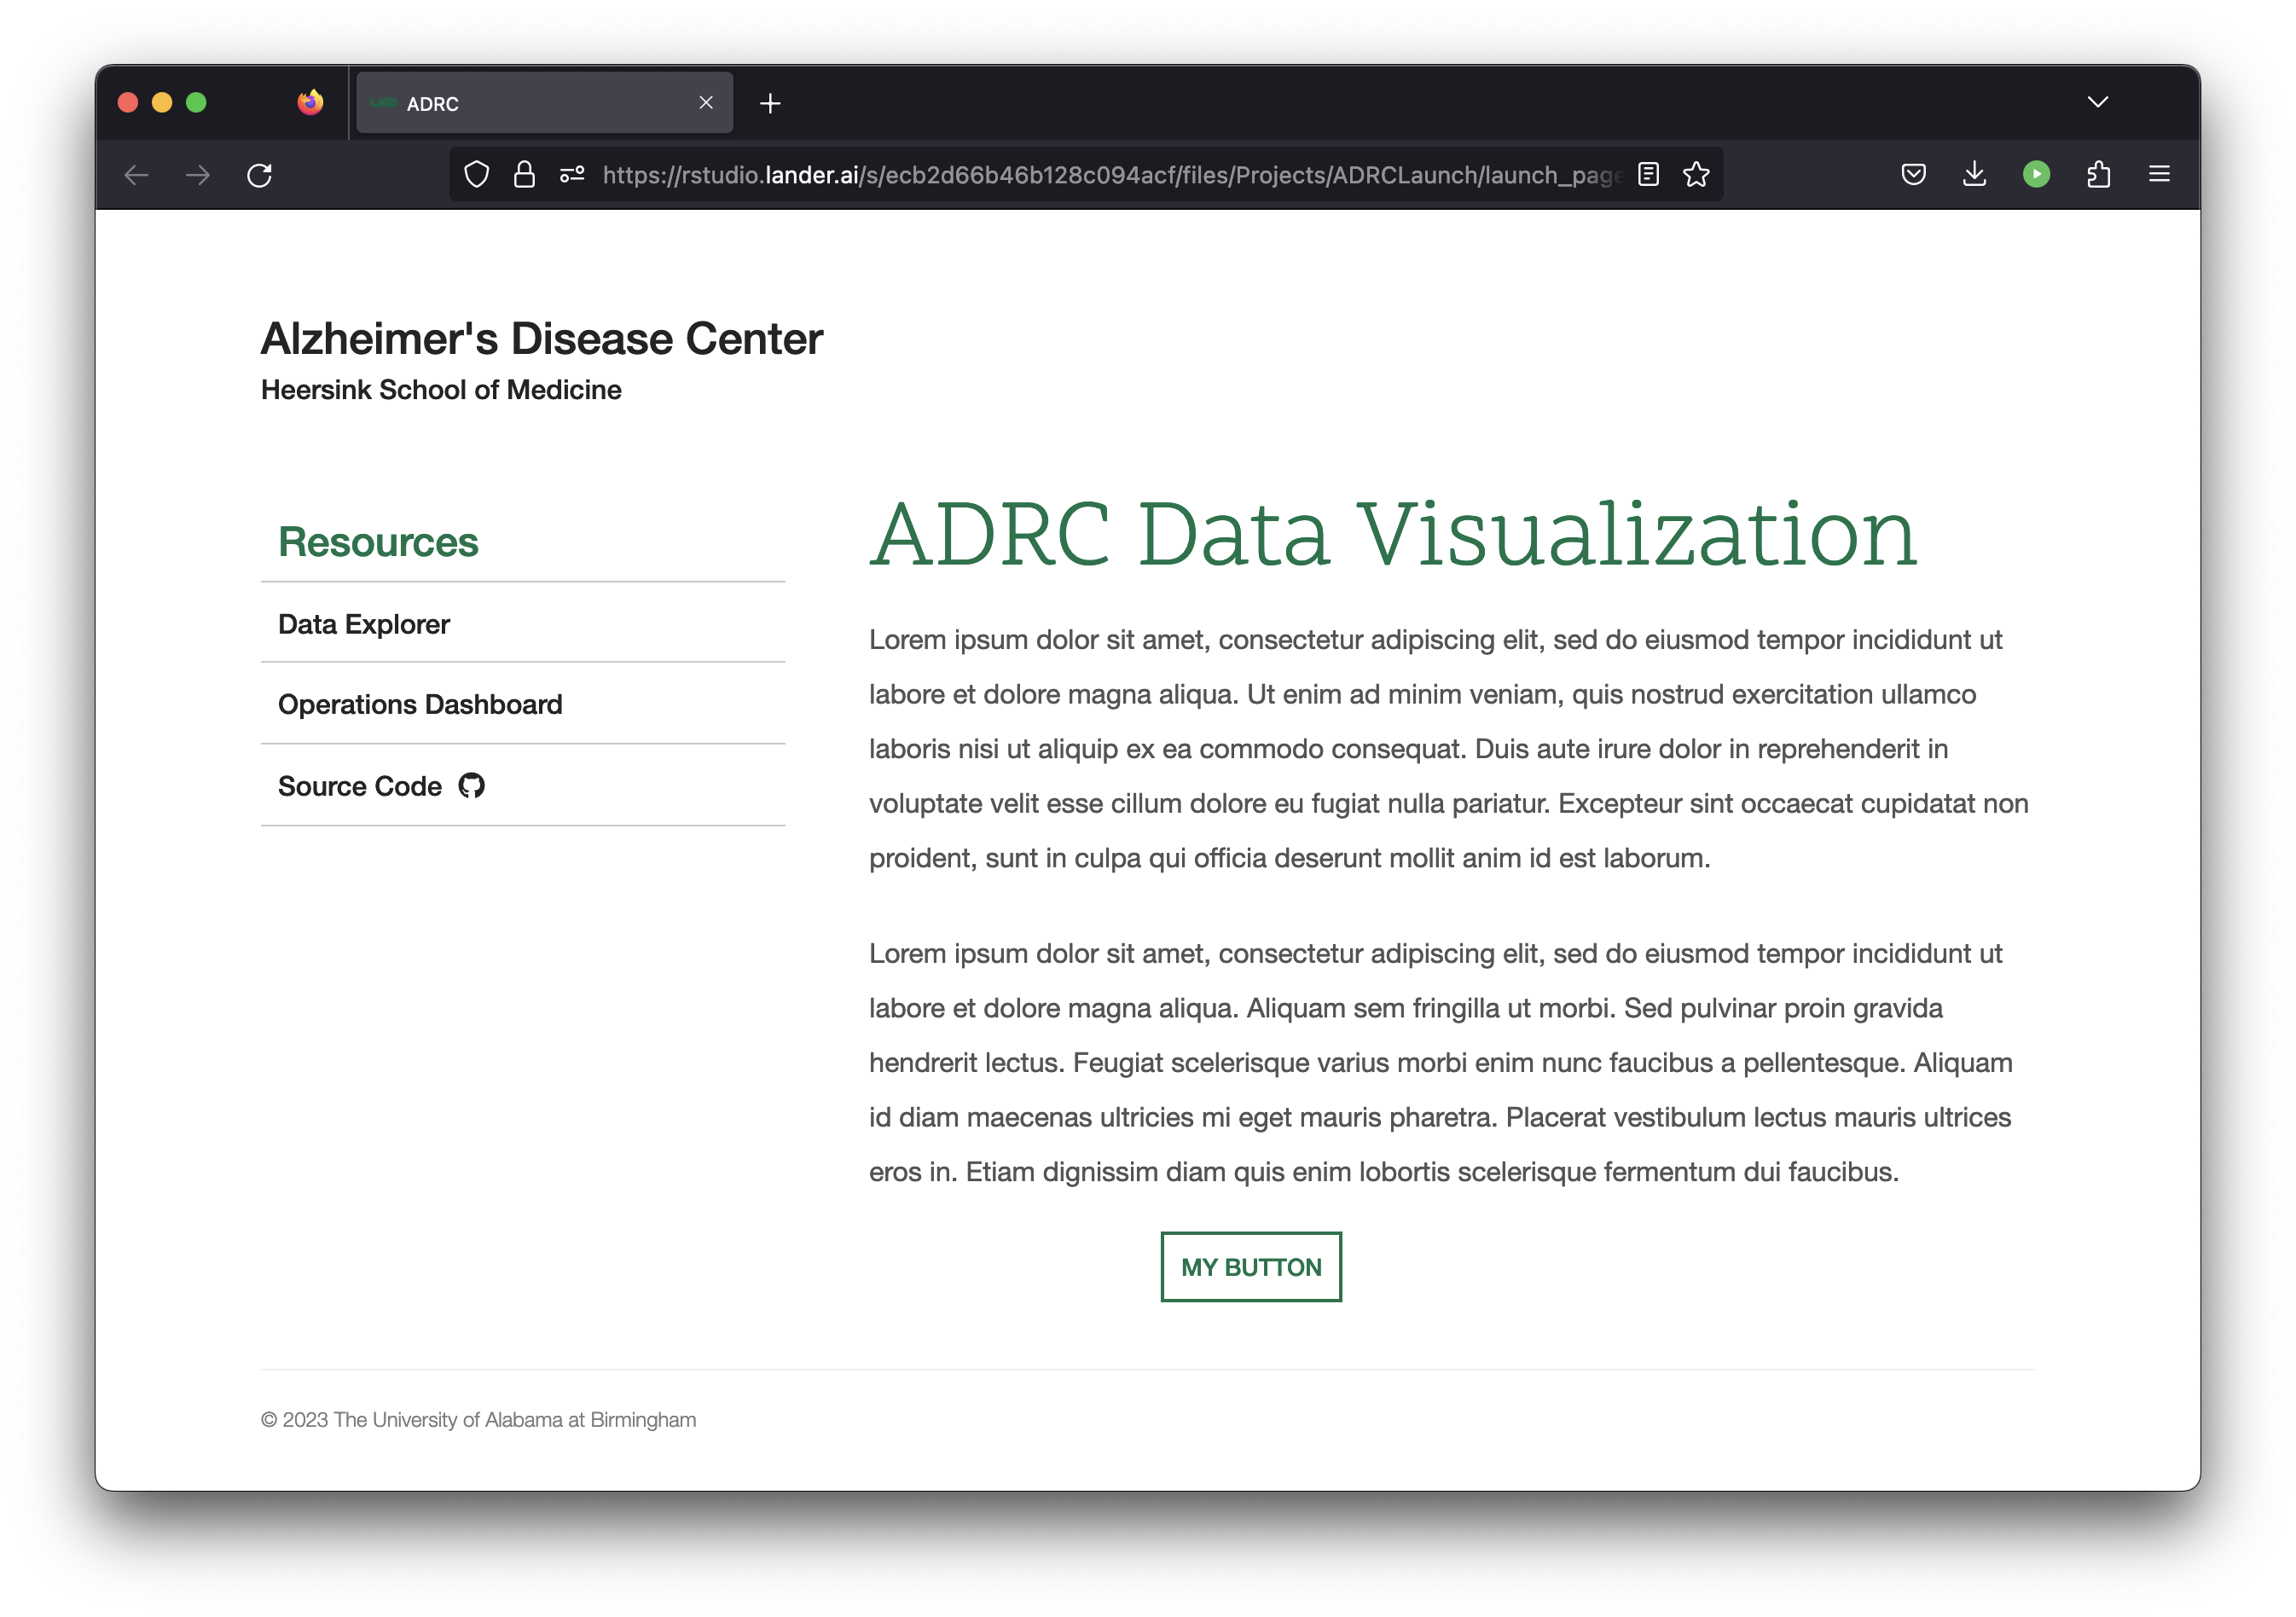 ADRC
https://rstudio.lander.ai/s/ecb2d66b46b128c094acf/files/Projects/ADRCLaunch/launch_page
Alzheimer's Disease Center
Heersink School of Medicine
Resources
Data Explorer
Operations Dashboard
Source Code
ADRC Data Visualization
Lorem ipsum dolor sit amet, consectetur adipiscing elit, sed do eiusmod tempor incididunt ut
labore et dolore magna aliqua. Ut enim ad minim veniam, quis nostrud exercitation ullamco
laboris nisi ut aliquip ex ea commodo consequat. Duis aute irure dolor in reprehenderit in
voluptate velit esse cillum dolore eu fugiat nulla pariatur. Excepteur sint occaecat cupidatat non
proident, sunt in culpa qui officia deserunt mollit anim id est laborum.
Lorem ipsum dolor sit amet, consectetur adipiscing elit, sed do eiusmod tempor incididunt ut
labore et dolore magna aliqua. Aliquam sem fringilla ut morbi. Sed pulvinar proin gravida
hendrerit lectus. Feugiat scelerisque varius morbi enim nunc faucibus a pellentesque. Aliquam
id diam maecenas ultricies mi eget mauris pharetra. Placerat vestibulum lectus mauris ultrices
eros in. Etiam dignissim diam quis enim lobortis scelerisque fermentum dui faucibus.
MY BUTTON
© 2023 The University of Alabama at Birmingham